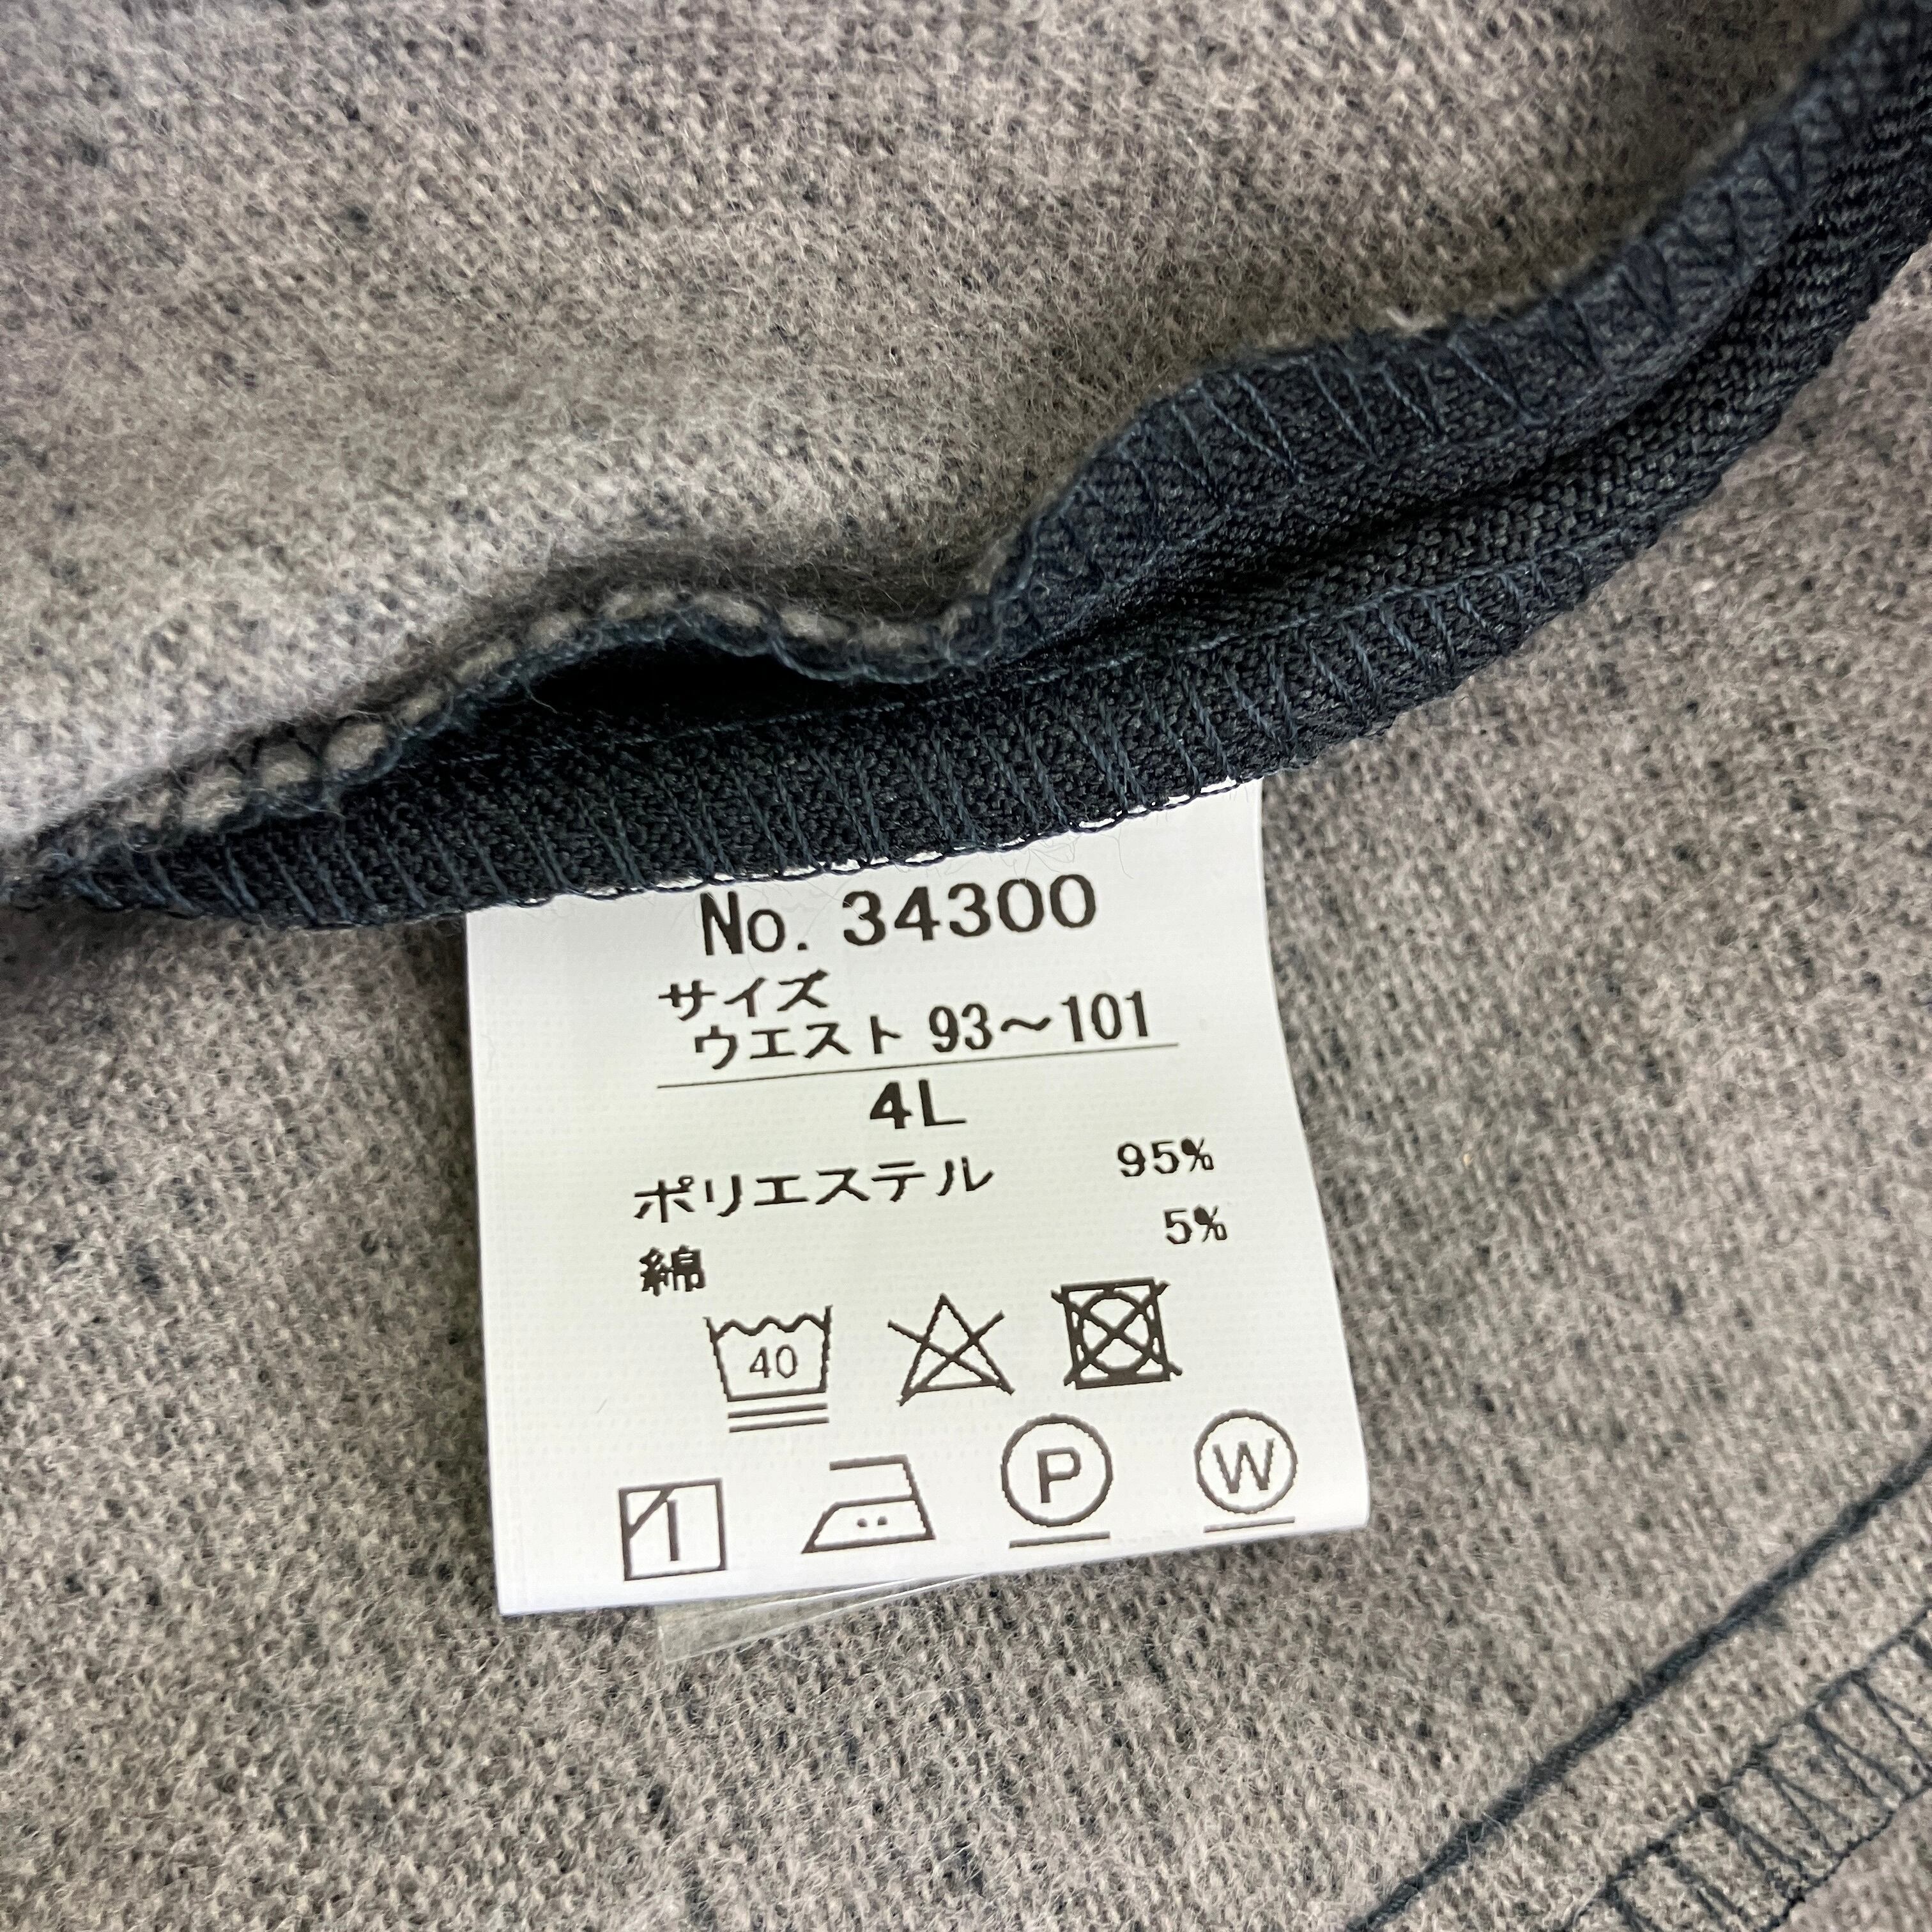 No. 34300
サイズ
ウエスト 93〜101
4L
ポリエステル 95%
綿 5%
40
P W